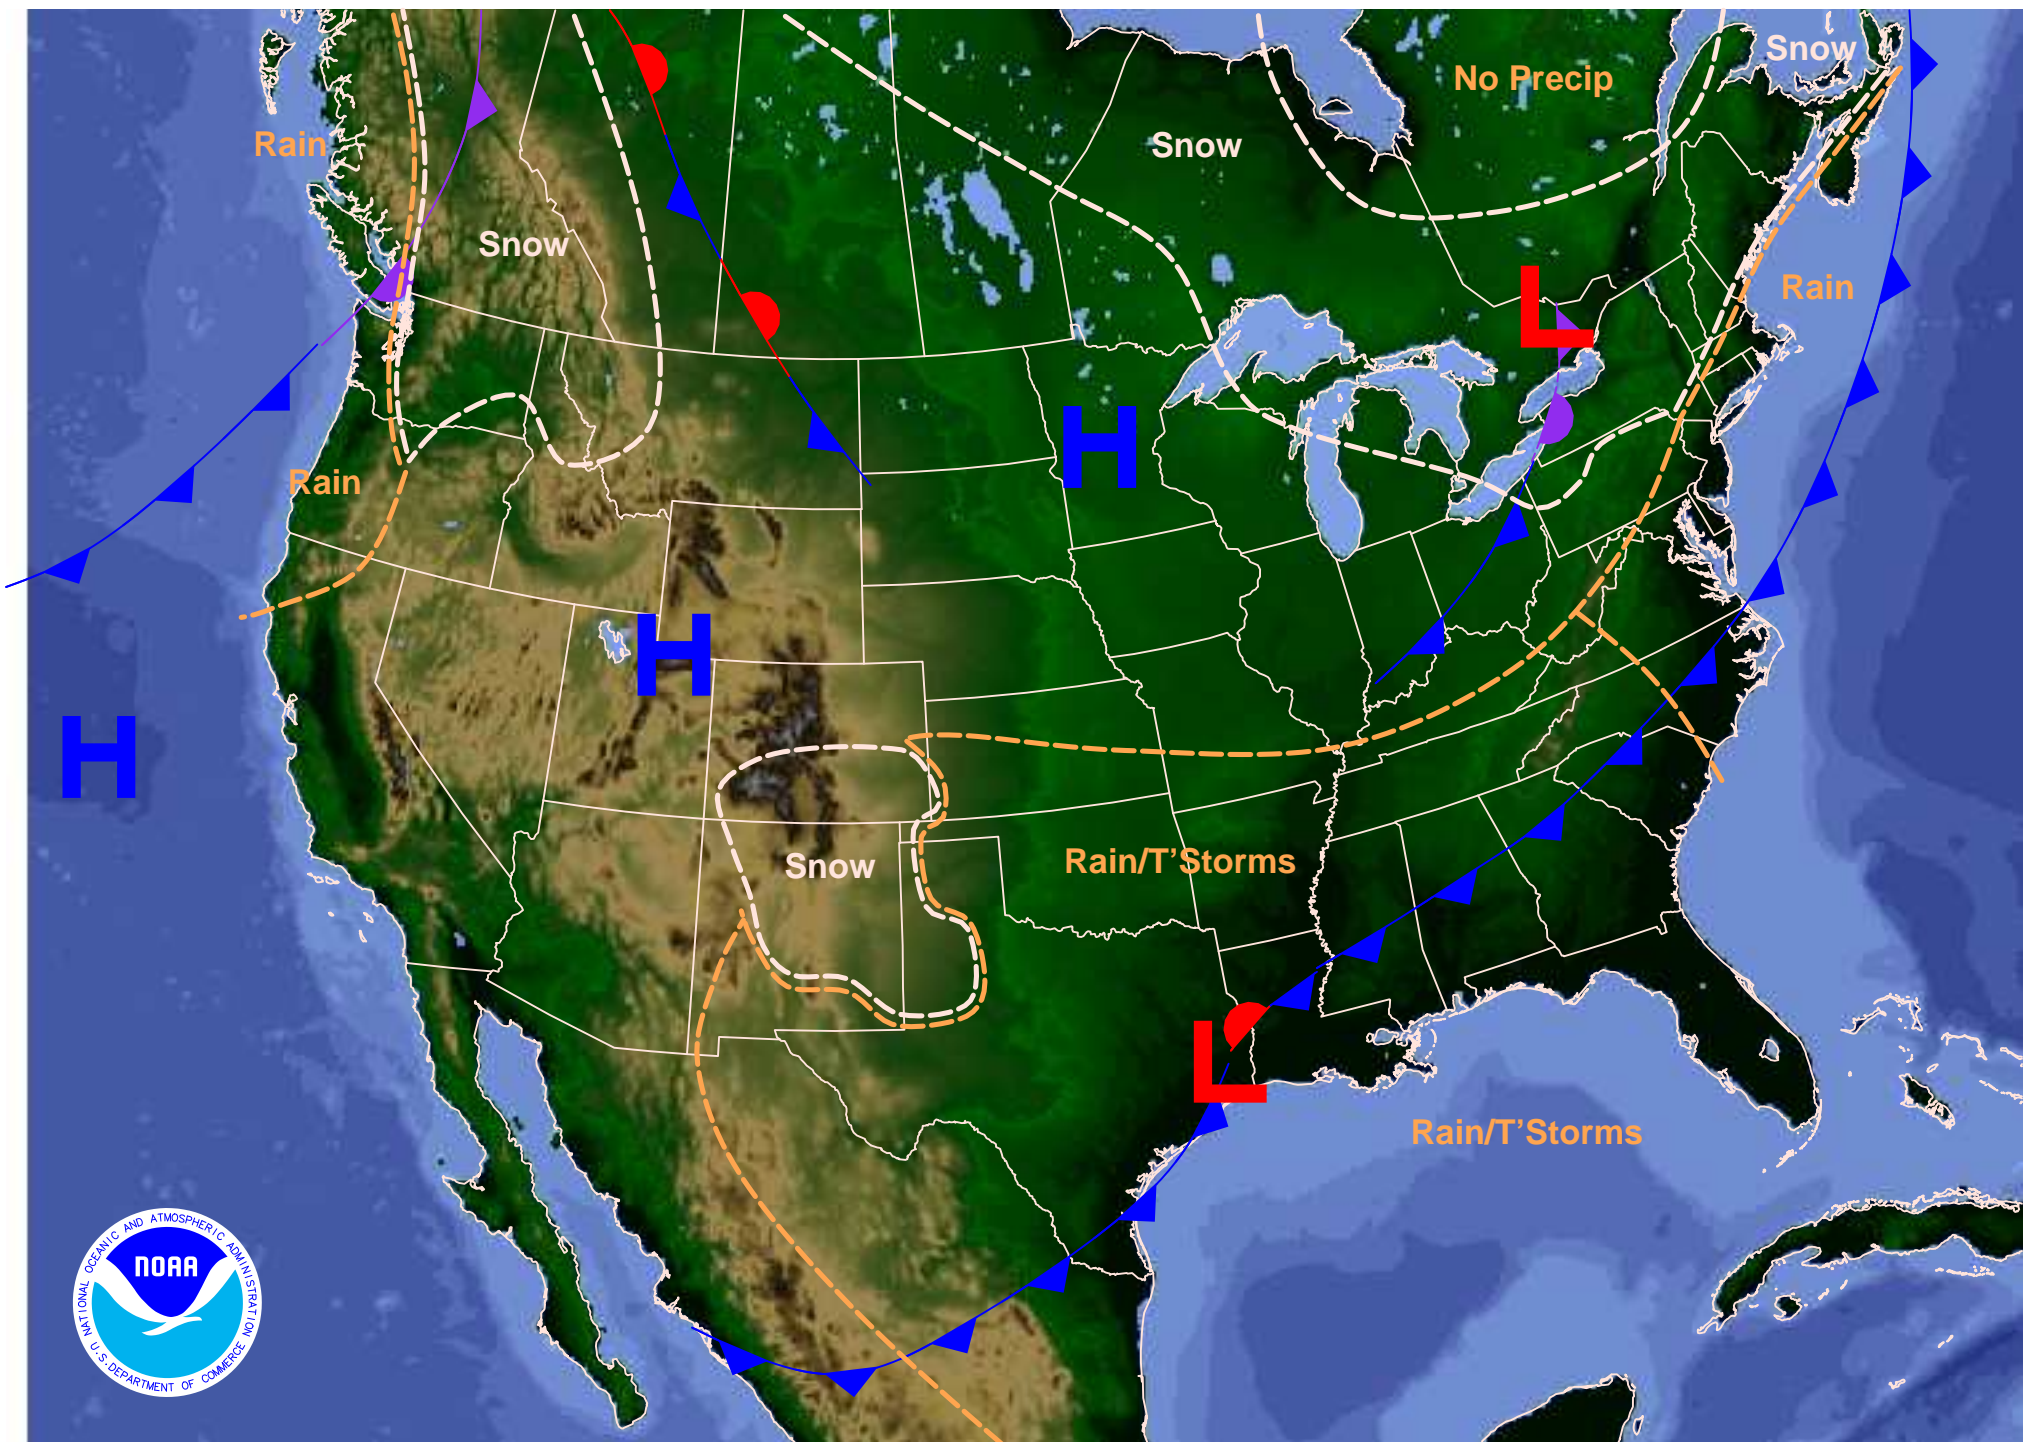 Snow
No Precip
Rain
Snow
Snow
Rain
L
H
Rain
H
H
Snow
Rain/T'Storms
L
Rain/T'Storms
NATIONAL OCEANIC AND ATMOSPHERIC ADMINISTRATION
NOAA
U.S. DEPARTMENT OF COMMERCE